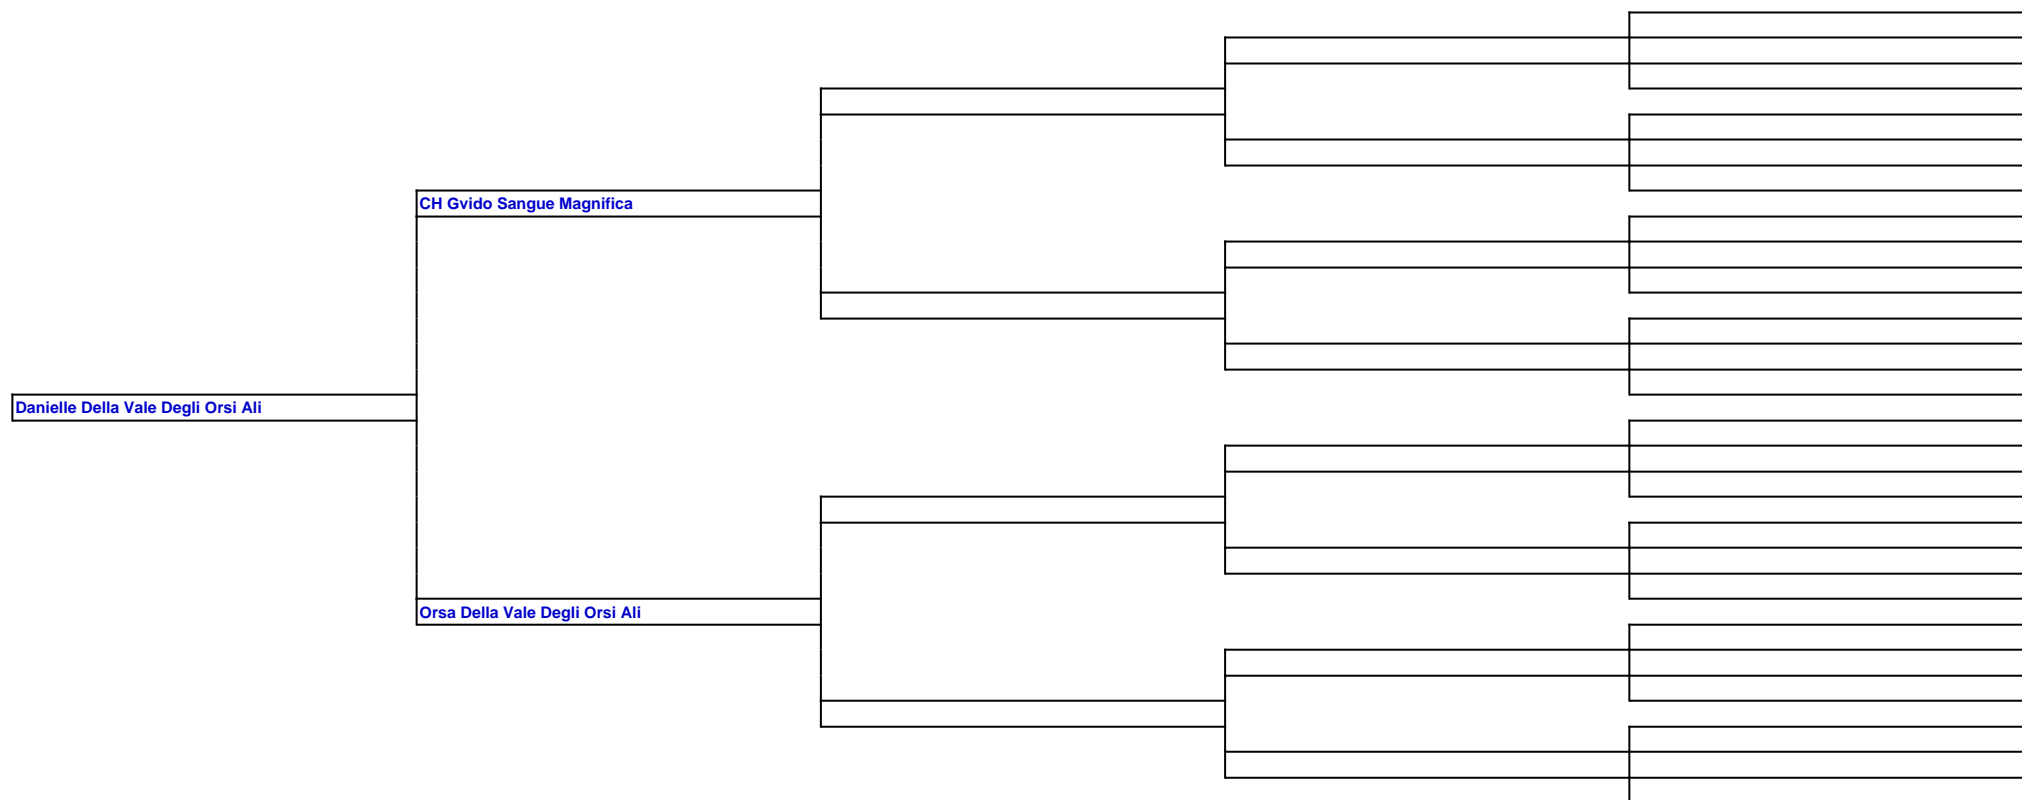 CH Gvido Sangue Magnifica
Danielle Della Vale Degli Orsi Ali
Orsa Della Vale Degli Orsi Ali